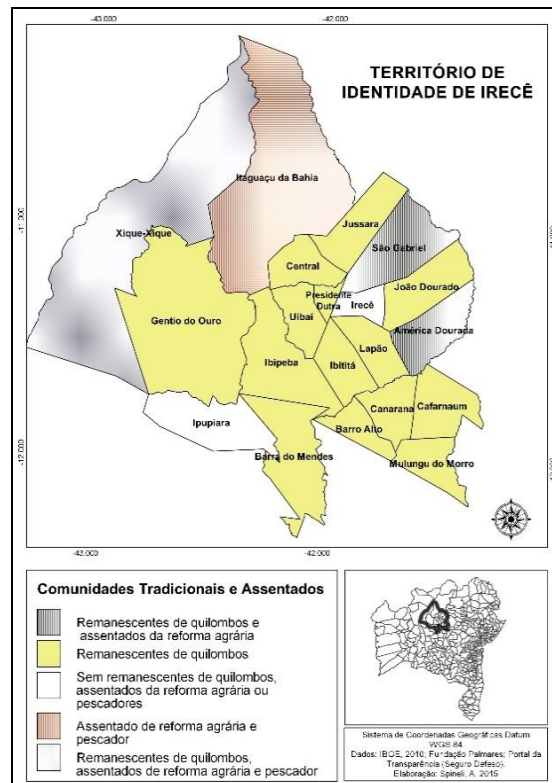 -43.000
-42.000
TERRITÓRIO DE
IDENTIDADE DE IRECÊ
Itaguaçu da Bahia
-11.000
Xique-Xique
Jussara
São Gabriel
Central
João Dourado
Presidente
Dutra
Irecê
Uibaí
Gentio do Ouro
América Dourada
Lapão
Ibipeba
Ibititá
Canarana
Cafarnaum
Ipupiara
Barro Alto
-12.000
Barra do Mendes
Mulungu do Morro
-43.000
-42.000
Comunidades Tradicionais e Assentados
Remanescentes de quilombos e
assentados da reforma agrária
Remanescentes de quilombos
Sem remanescentes de quilombos,
assentados da reforma agrária ou
pescadores
Assentado de reforma agrária e
pescador
Remanescentes de quilombos,
assentados de reforma agrária e pescador
Sistema de Coordenadas Geográficas Datum
WGS 84
Dados: IBGE, 2010; Fundação Palmares; Portal da
Transparência (Seguro Defeso).
Elaboração: Spineli, A. 2015